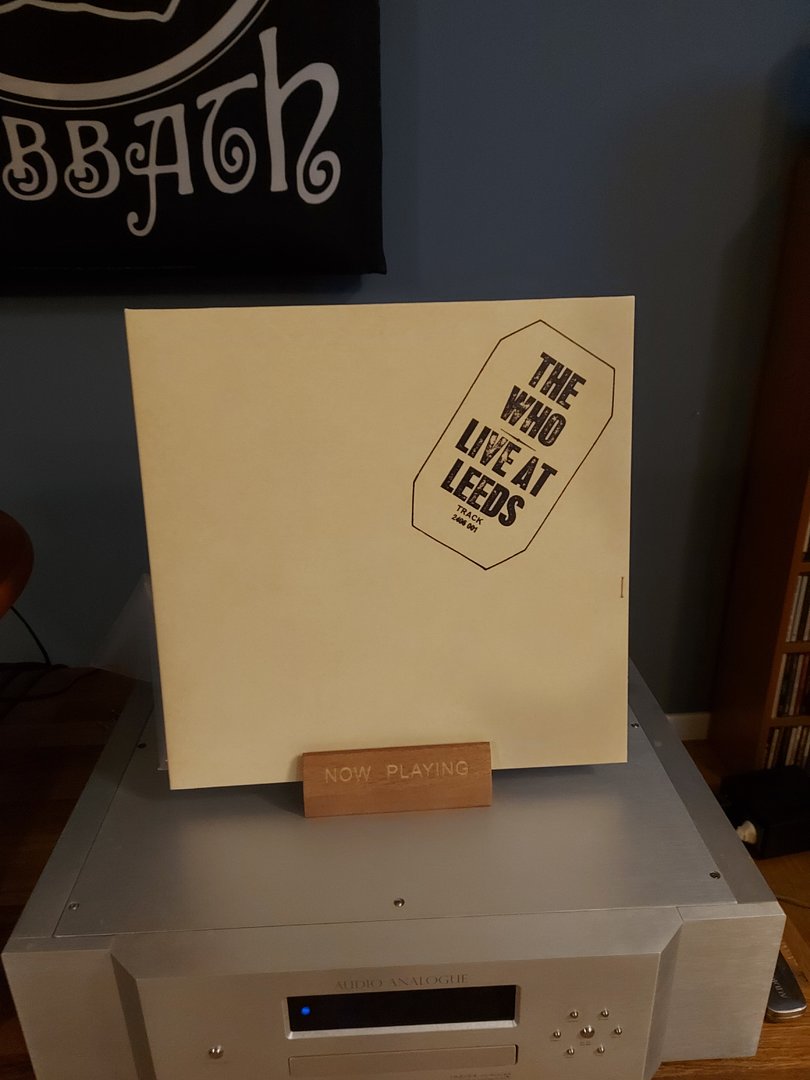 BBATh
THE
WHO
LIVE AT
LEEDS
TRACK
2406 001
NOW PLAYING
AUDIO ANALOGUE